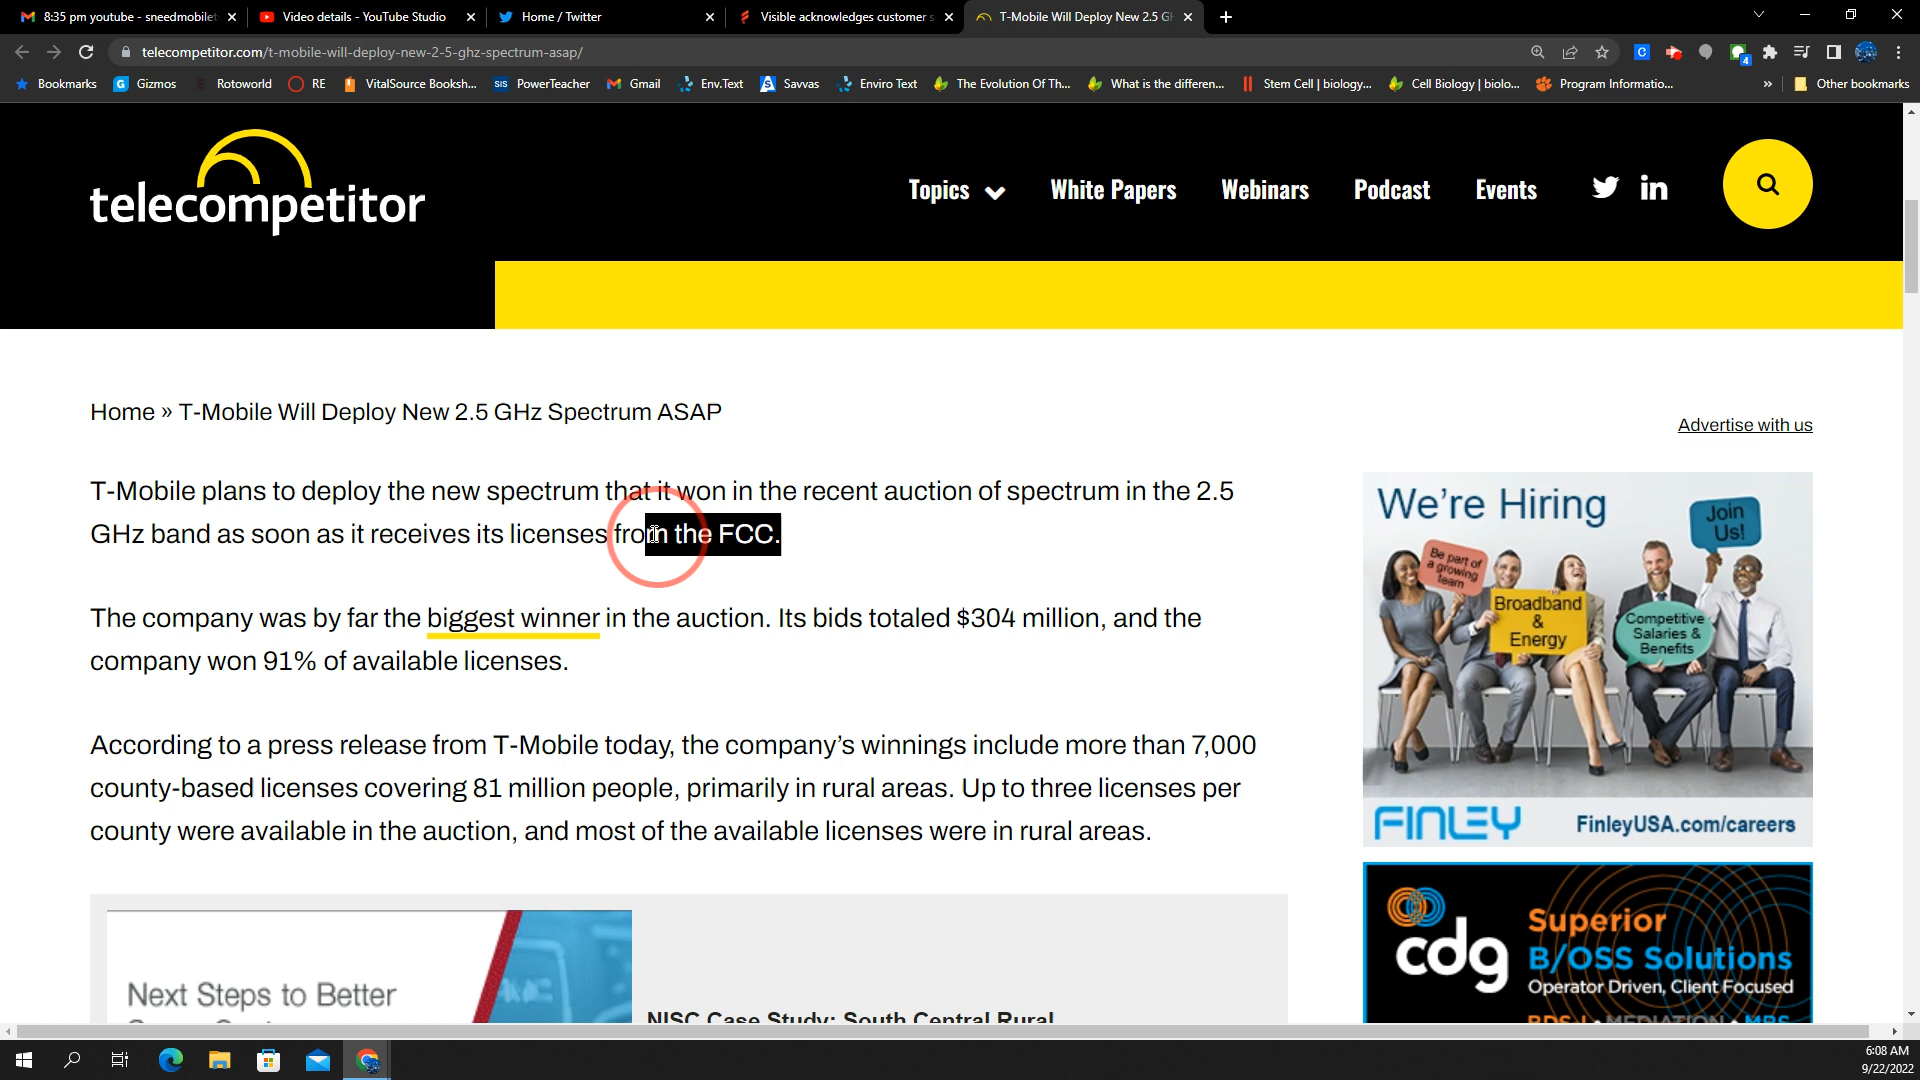 8:35 pm youtube - sneedmobilet
Video details - YouTube Studio
Home / Twitter
Visible acknowledges customer s
T-Mobile Will Deploy New 2.5 GH
telecompetitor.com/t-mobile-will-deploy-new-2-5-ghz-spectrum-asap/
4
Bookmarks
Gizmos
Rotoworld
RE
VitalSource Booksh...
SIS PowerTeacher
Gmail
Env.Text
Savvas
Enviro Text
The Evolution Of Th...
What is the differen...
Stem Cell | biology...
Cell Biology | biolo...
Program Informatio...
»
Other bookmarks
telecompetitor
Topics
White Papers
Webinars
Podcast
Events
Home » T-Mobile Will Deploy New 2.5 GHz Spectrum ASAP
Advertise with us
T-Mobile plans to deploy the new spectrum that it won in the recent auction of spectrum in the 2.5
GHz band as soon as it receives its licenses from the FCC.
The company was by far the biggest winner in the auction. Its bids totaled $304 million, and the
company won 91% of available licenses.
According to a press release from T-Mobile today, the company's winnings include more than 7,000
county-based licenses covering 81 million people, primarily in rural areas. Up to three licenses per
county were available in the auction, and most of the available licenses were in rural areas.
Next Steps to Better
NISC Case Study: South Central Rural
We're Hiring
Join
Us!
Be part of
a growing
team
Broadband
&
Energy
Competitive
Salaries &
Benefits
FINLEY
FinleyUSA.com/careers
cdg
Superior
B/OSS Solutions
Operator Driven, Client Focused
6:08 AM
9/22/2022